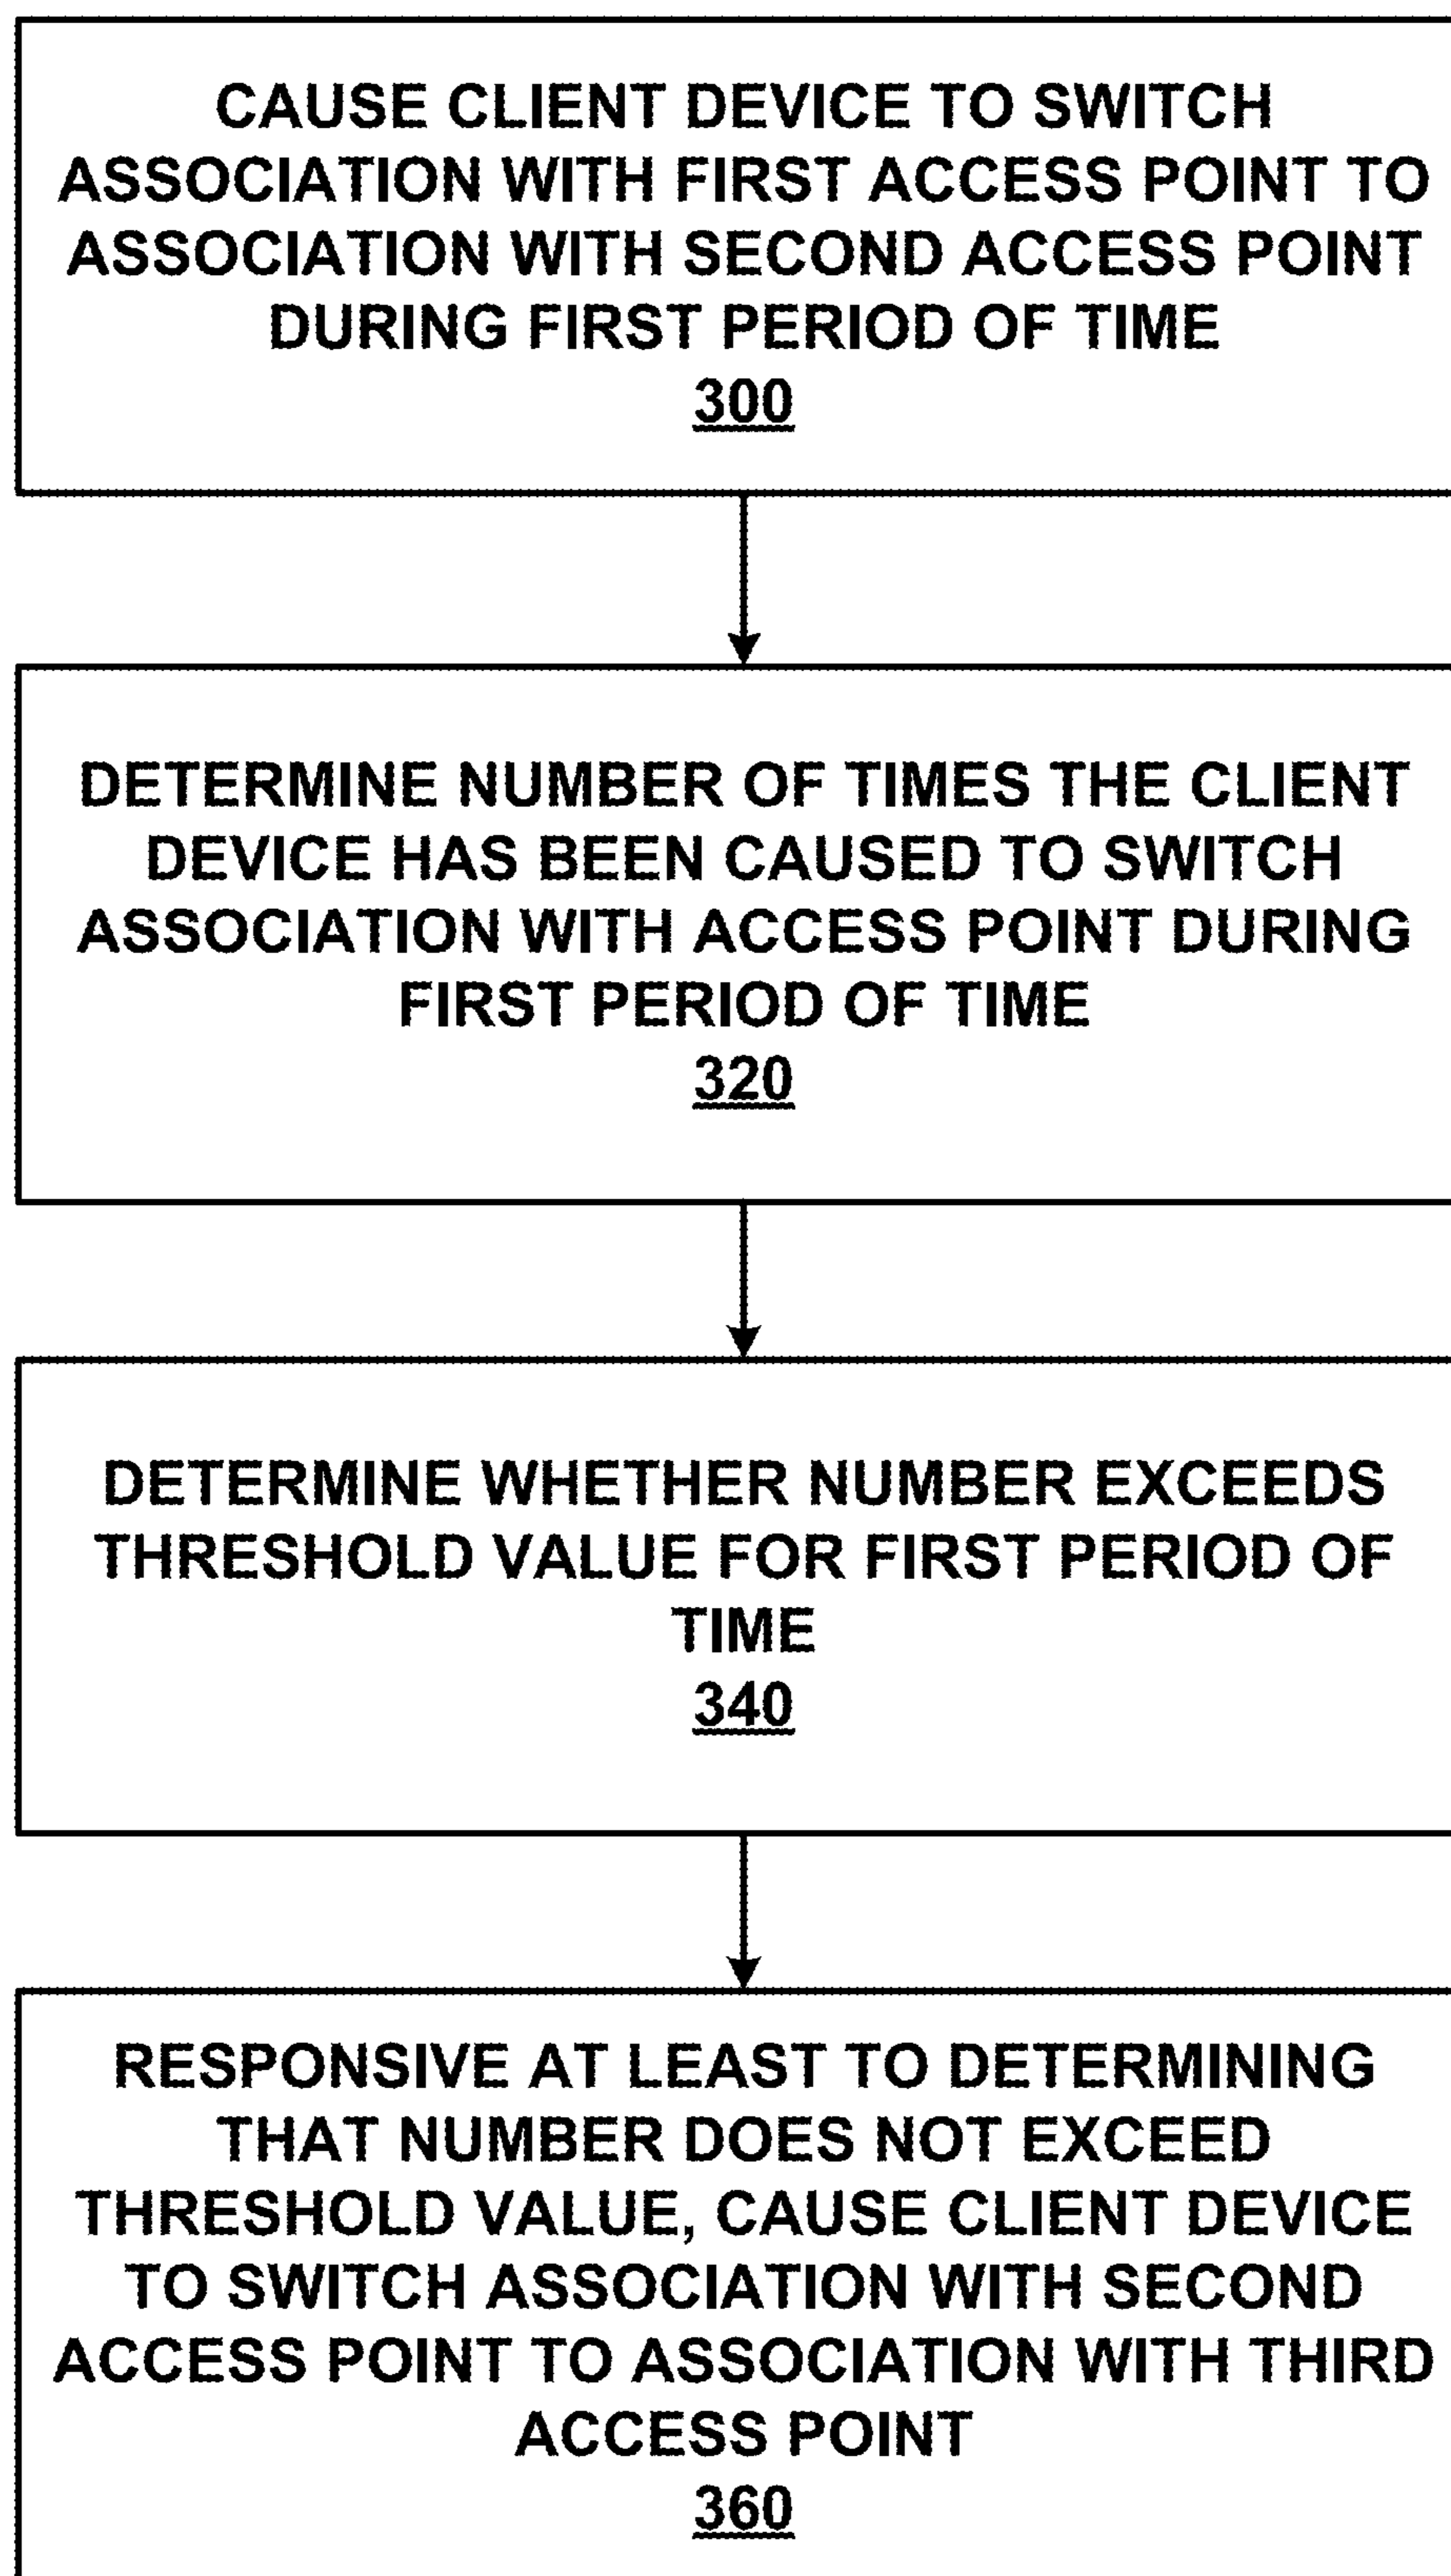 CAUSE CLIENT DEVICE TO SWITCH
ASSOCIATION WITH FIRST ACCESS POINT TO
ASSOCIATION WITH SECOND ACCESS POINT
DURING FIRST PERIOD OF TIME
300
DETERMINE NUMBER OF TIMES THE CLIENT
DEVICE HAS BEEN CAUSED TO SWITCH
ASSOCIATION WITH ACCESS POINT DURING
FIRST PERIOD OF TIME
320
DETERMINE WHETHER NUMBER EXCEEDS
THRESHOLD VALUE FOR FIRST PERIOD OF
TIME
340
RESPONSIVE AT LEAST TO DETERMINING
THAT NUMBER DOES NOT EXCEED
THRESHOLD VALUE, CAUSE CLIENT DEVICE
TO SWITCH ASSOCIATION WITH SECOND
ACCESS POINT TO ASSOCIATION WITH THIRD
ACCESS POINT
360